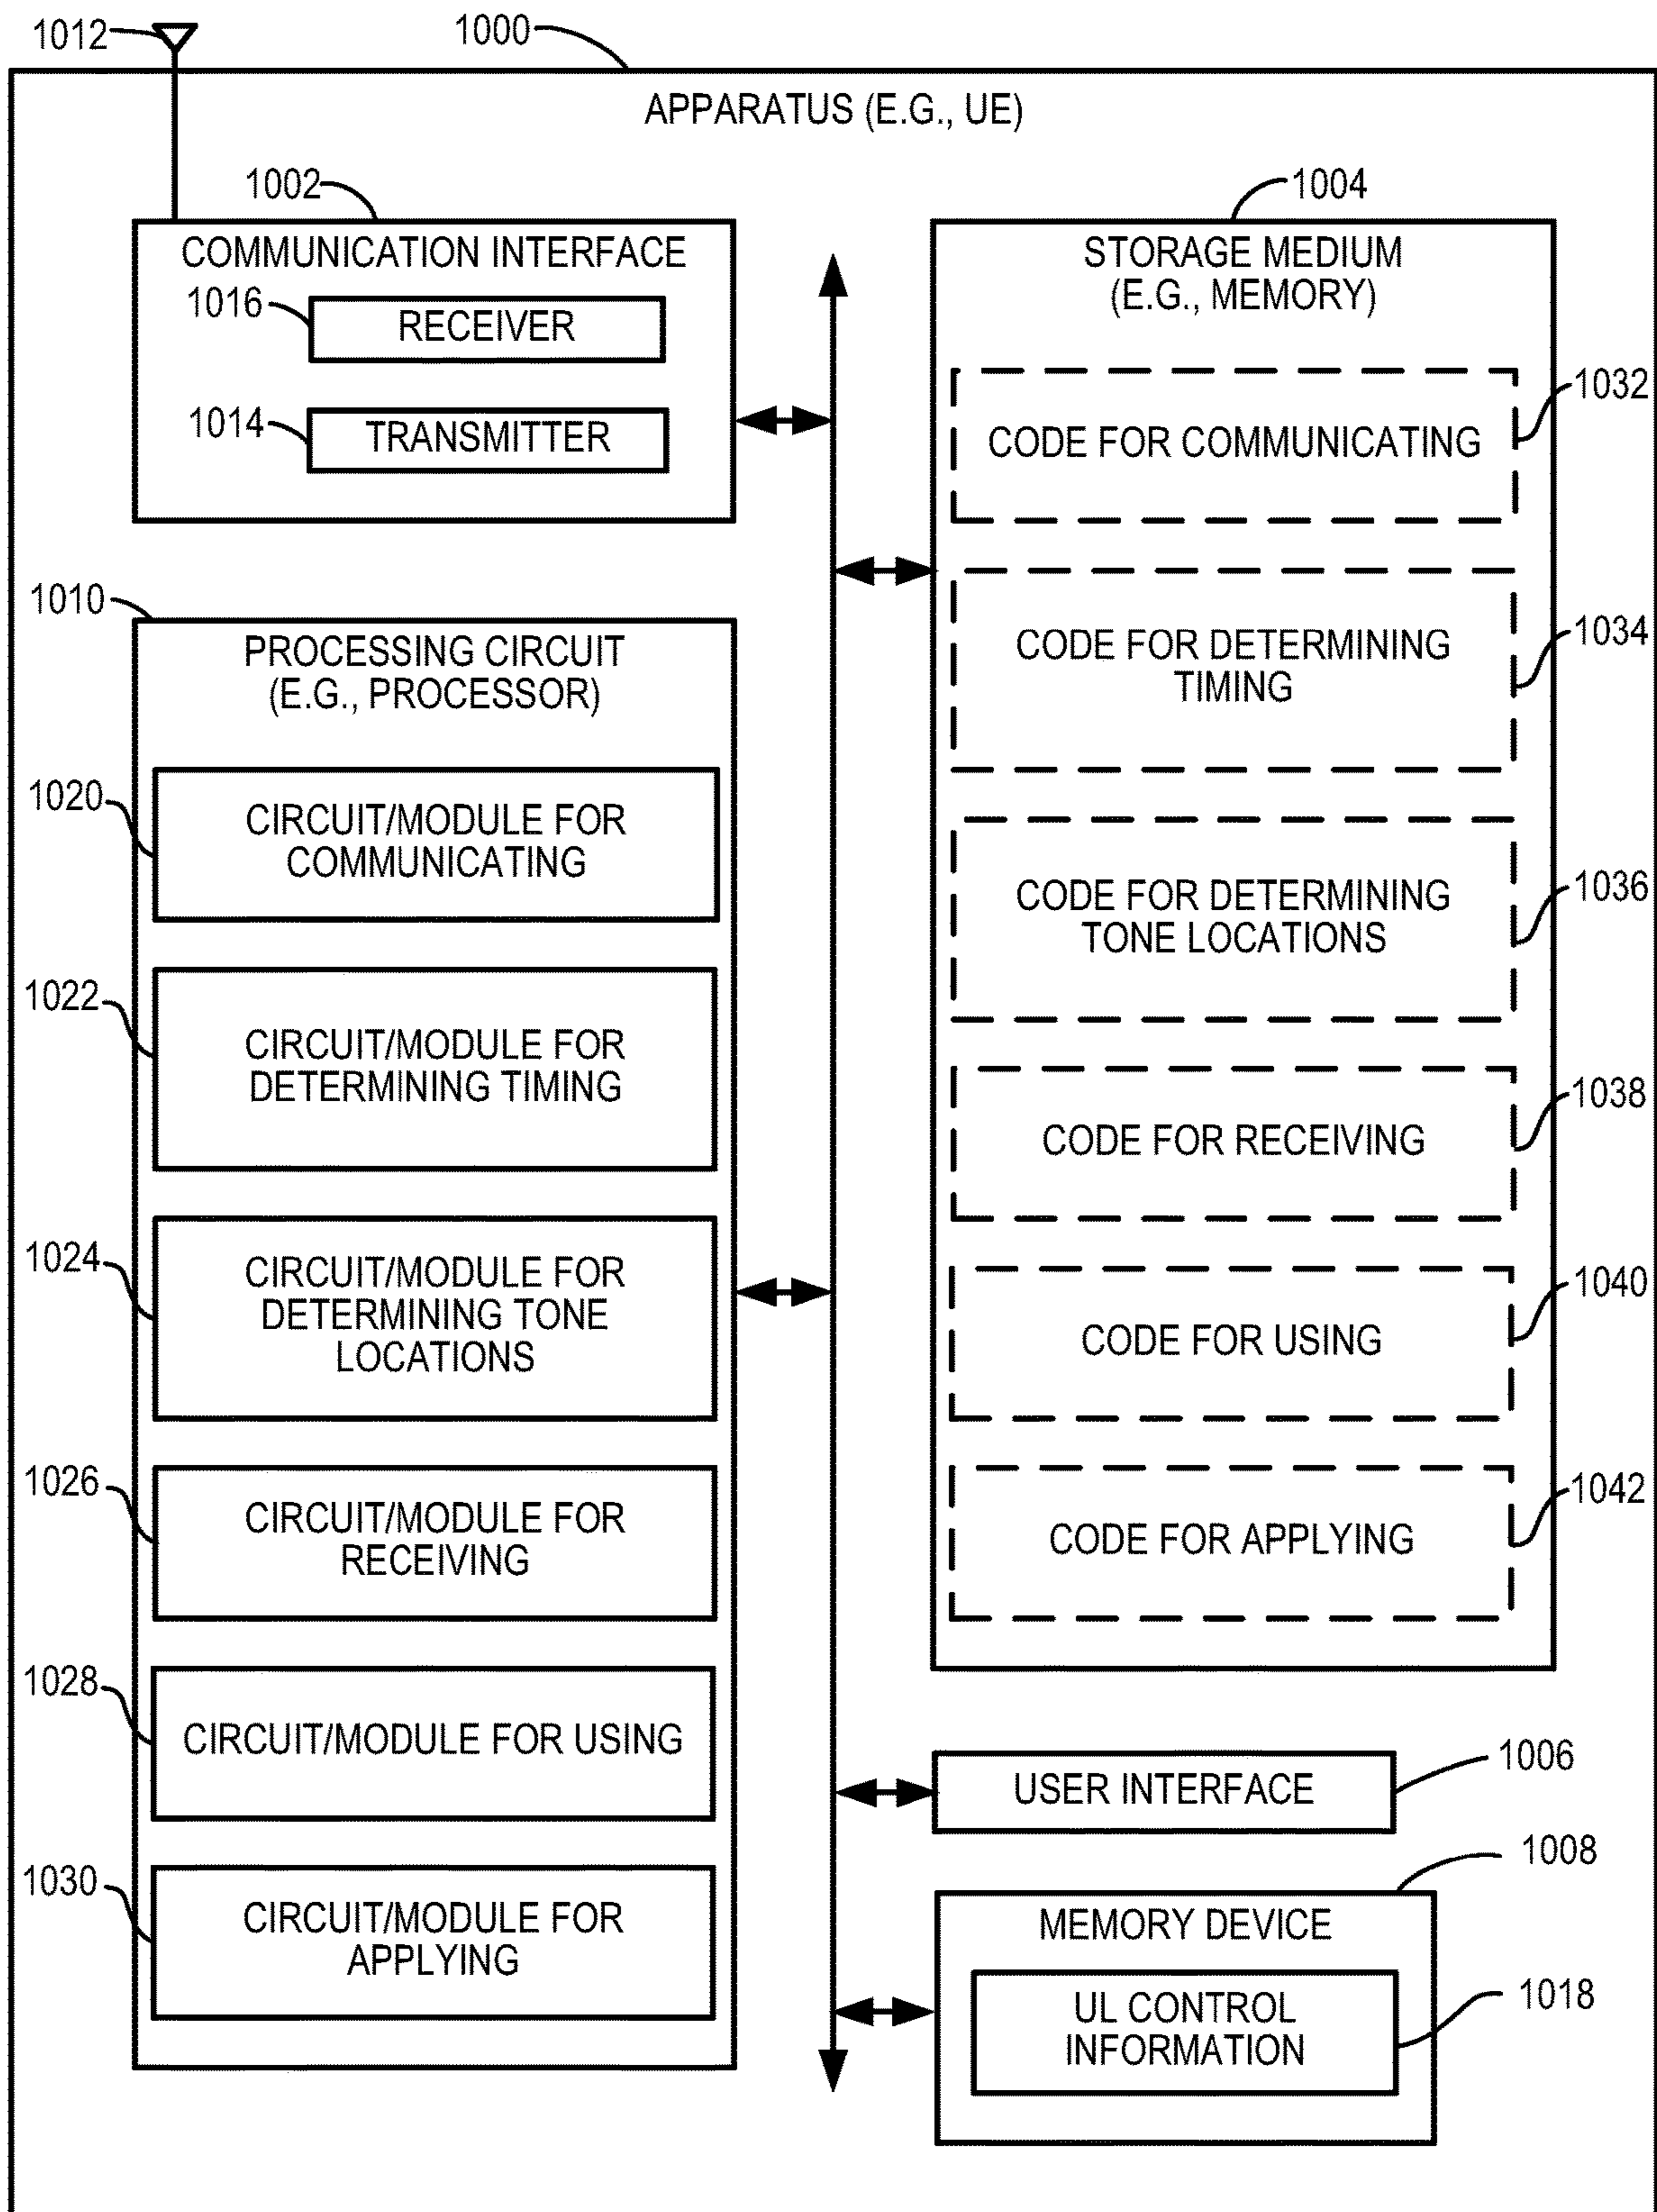 1012
1000
APPARATUS (E.G., UE)
1002
COMMUNICATION INTERFACE
1016
RECEIVER
1014
TRANSMITTER
1010
PROCESSING CIRCUIT
(E.G., PROCESSOR)
1020
CIRCUIT/MODULE FOR
COMMUNICATING
1022
CIRCUIT/MODULE FOR
DETERMINING TIMING
1024
CIRCUIT/MODULE FOR
DETERMINING TONE
LOCATIONS
1026
CIRCUIT/MODULE FOR
RECEIVING
1028
CIRCUIT/MODULE FOR USING
1030
CIRCUIT/MODULE FOR
APPLYING
1004
STORAGE MEDIUM
(E.G., MEMORY)
1032
CODE FOR COMMUNICATING
1034
CODE FOR DETERMINING
TIMING
1036
CODE FOR DETERMINING
TONE LOCATIONS
1038
CODE FOR RECEIVING
1040
CODE FOR USING
1042
CODE FOR APPLYING
1006
USER INTERFACE
1008
MEMORY DEVICE
1018
UL CONTROL
INFORMATION